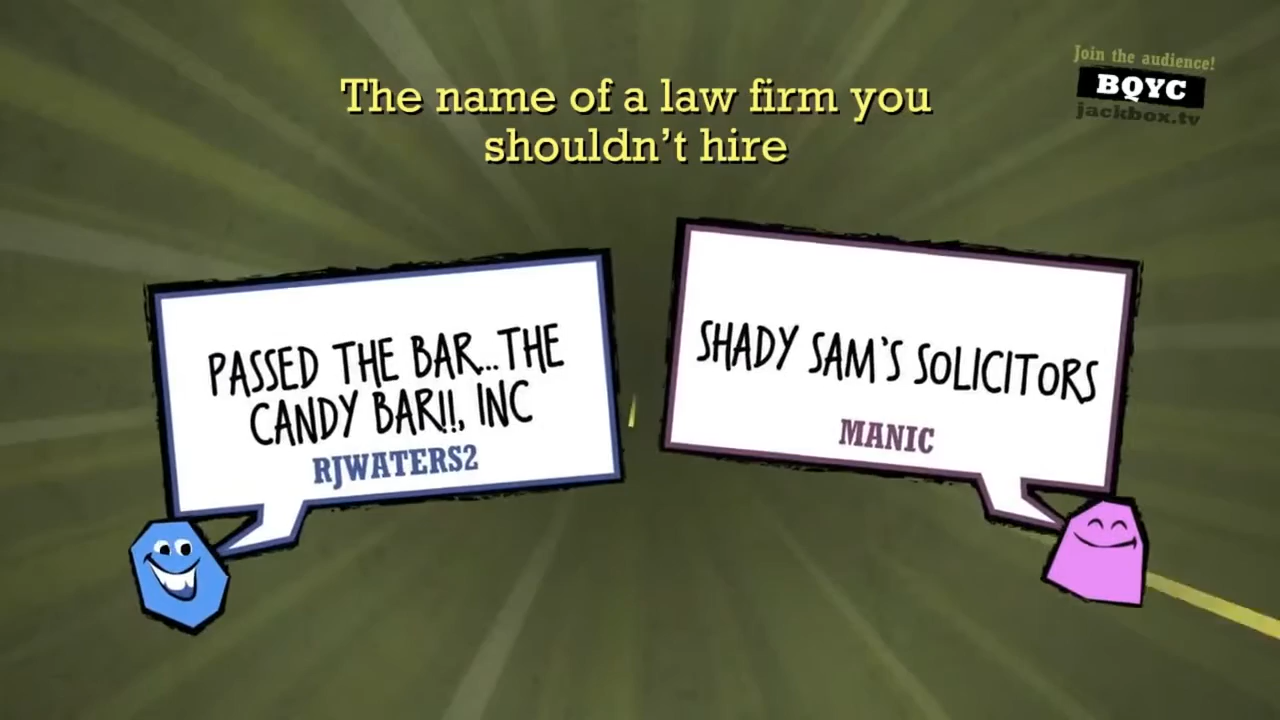 Join the audience!
BQYC
jackbox.tv
The name of a law firm you
shouldn't hire
PASSED THE BAR...THE
CANDY BAR!!, INC
RJWATERS2
SHADY SAM'S SOLICITORS
MANIC